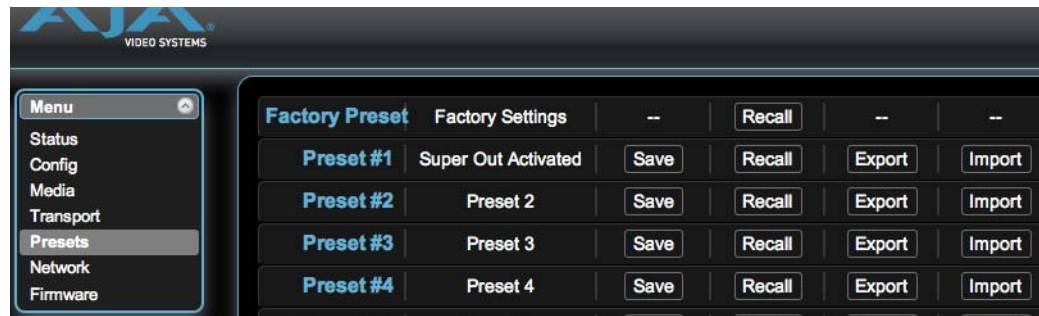 AJA®
VIDEO SYSTEMS
Menu
Status
Config
Media
Transport
Presets
Network
Firmware
Factory Preset Factory Settings -- Recall -- --
Preset #1 Super Out Activated Save Recall Export Import
Preset #2 Preset 2 Save Recall Export Import
Preset #3 Preset 3 Save Recall Export Import
Preset #4 Preset 4 Save Recall Export Import